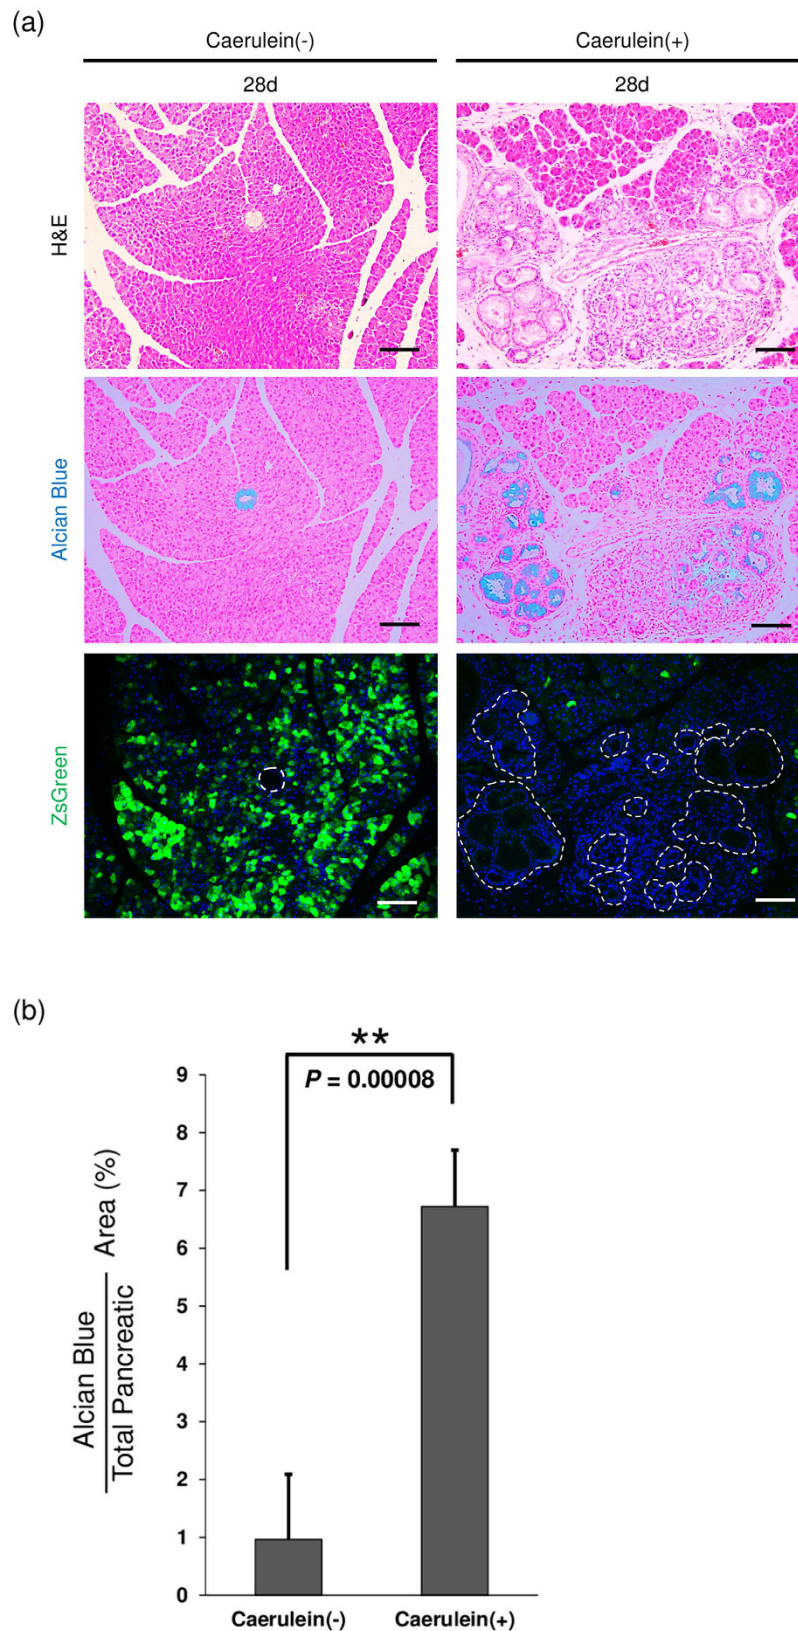 (a)
Caerulein(-)
Caerulein(+)
28d
28d
H&E
Alcian Blue
ZsGreen
(b)
**
P = 0.00008
Alcian Blue
Total Pancreatic
Area (%)
9
8
7
6
5
4
3
2
1
0
Caerulein(-)
Caerulein(+)